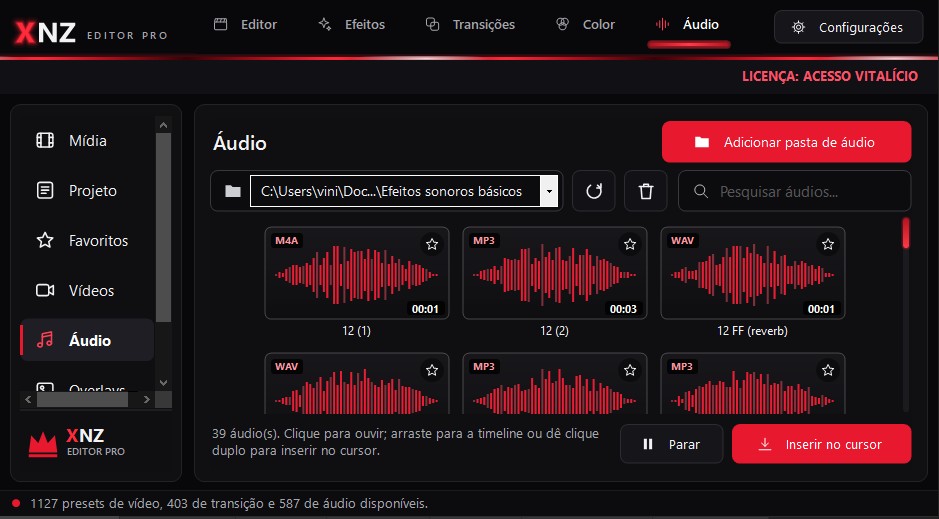 XNZ EDITOR PRO
Editor
Efeitos
Transições
Color
Áudio
Configurações
LICENÇA: ACESSO VITALÍCIO
Mídia
Projeto
Favoritos
Vídeos
Áudio
Overlays
XNZ
EDITOR PRO
Áudio
Adicionar pasta de áudio
C:\Users\vini\Doc...\Efeitos sonoros básicos
Pesquisar áudios...
M4A
00:01
12 (1)
MP3
00:03
12 (2)
WAV
00:01
12 FF (reverb)
WAV
MP3
MP3
39 áudio(s). Clique para ouvir; arraste para a timeline ou dê clique
duplo para inserir no cursor.
Parar
Inserir no cursor
1127 presets de vídeo, 403 de transição e 587 de áudio disponíveis.